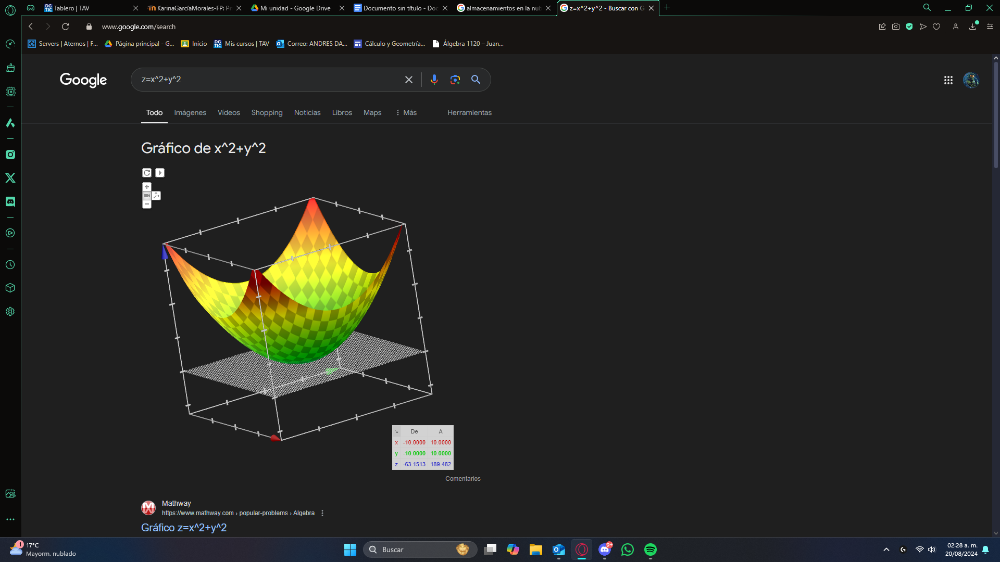 Tablero | TAV
KarinaGarcíaMorales-FP: Pr
Mi unidad - Google Drive
Documento sin título - Doc
almacenamientos en la nub
z=x^2+y^2 - Buscar con G
www.google.com/search
Servers | Aternos | F...
Página principal - G...
Inicio
Mis cursos | TAV
Correo: ANDRES DA...
Cálculo y Geometría...
Álgebra 1120 – Juan...
Google
z=x^2+y^2
Todo
Imágenes
Vídeos
Shopping
Noticias
Libros
Maps
Más
Herramientas
Gráfico de x^2+y^2
De A
x -10.0000 10.0000
y -10.0000 10.0000
z -63.1513 189.482
Comentarios
Mathway
https://www.mathway.com › popular-problems › Algebra
Gráfico z=x^2+y^2
1
17°C
Mayorm. nublado
Buscar
9+
02:28 a. m.
20/08/2024